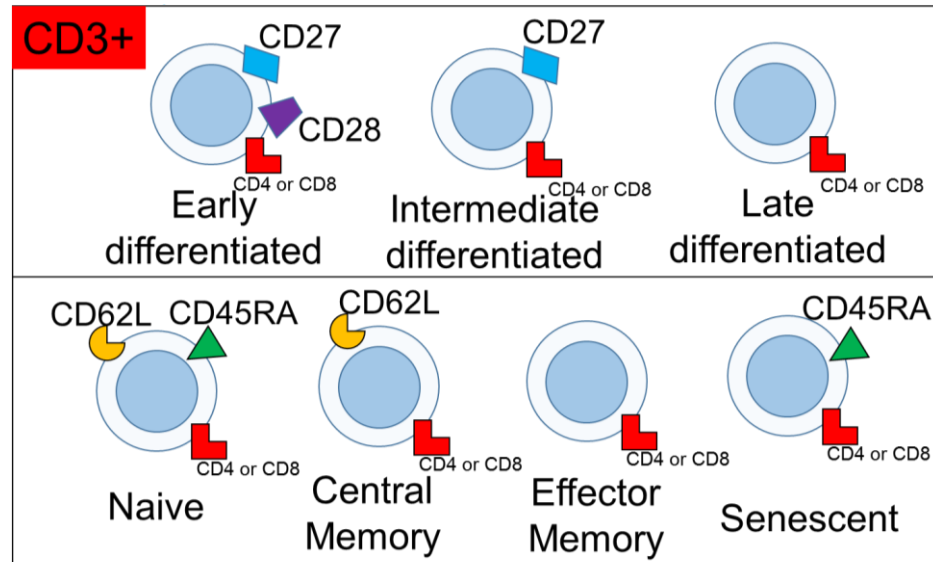 CD3+
CD27
CD28
CD4 or CD8
Early
differentiated
CD27
CD4 or CD8
Intermediate
differentiated
CD4 or CD8
Late
differentiated
CD62L
CD45RA
CD4 or CD8
Naive
CD62L
CD4 or CD8
Central
Memory
CD4 or CD8
Effector
Memory
CD45RA
CD4 or CD8
Senescent